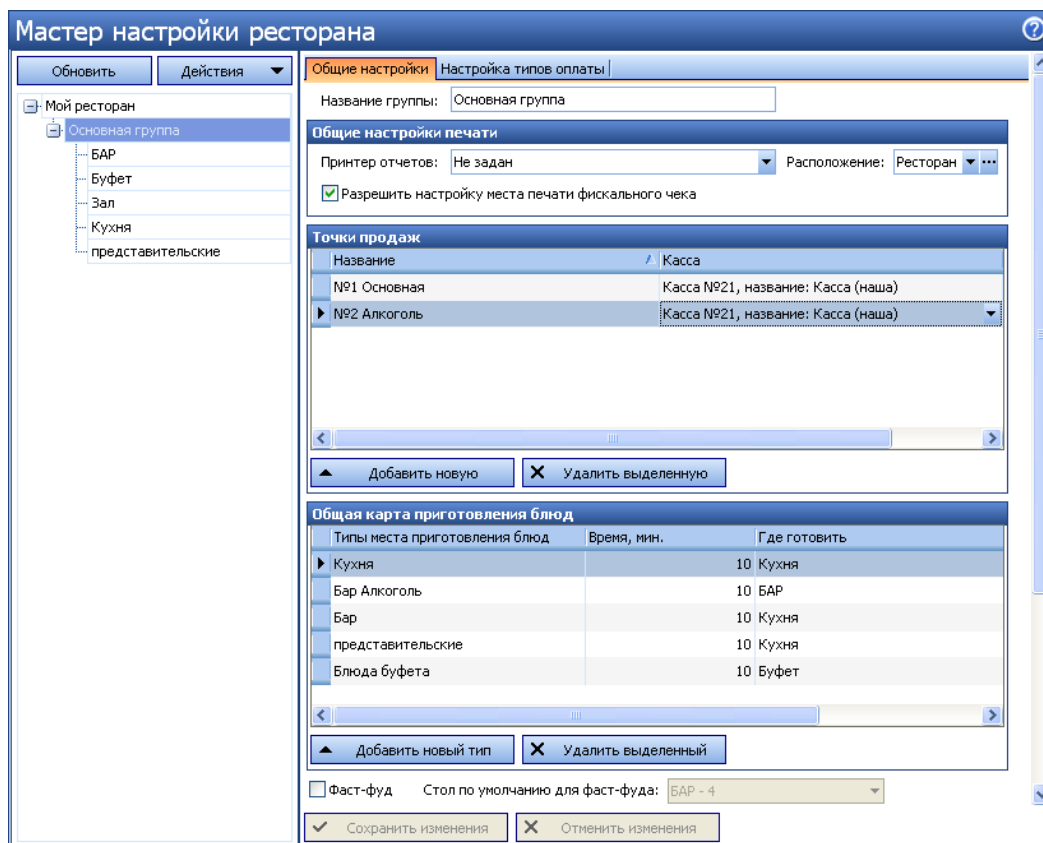 Мастер настройки ресторана
Обновить Действия
Мой ресторан
Основная группа
БАР
Буфет
Зал
Кухня
представительские
Общие настройки Настройка типов оплаты
Название группы: Основная группа
Общие настройки печати
Принтер отчетов: Не задан Расположение: Ресторан
Разрешить настройку места печати фискального чека
Точки продаж
Название Касса
№1 Основная Касса №21, название: Касса (наша)
№2 Алкоголь Касса №21, название: Касса (наша)
Добавить новую Удалить выделенную
Общая карта приготовления блюд
Типы места приготовления блюд Время, мин. Где готовить
Кухня 10 Кухня
Бар Алкоголь 10 БАР
Бар 10 Кухня
представительские 10 Кухня
Блюда буфета 10 Буфет
Добавить новый тип Удалить выделенный
Фаст-фуд Стол по умолчанию для фаст-фуда: БАР - 4
Сохранить изменения Отменить изменения